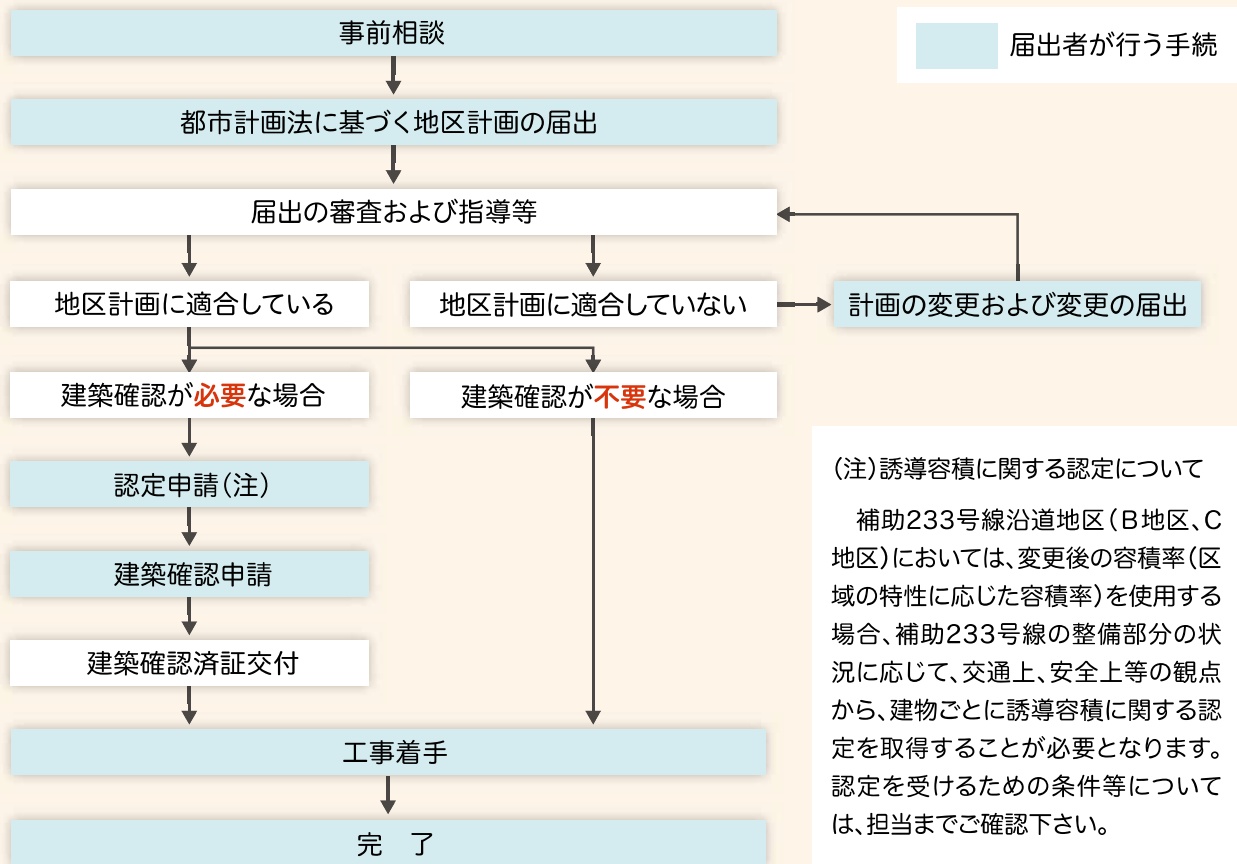 事前相談
届出者が行う手続
都市計画法に基づく地区計画の届出
届出の審査および指導等
地区計画に適合している
地区計画に適合していない
計画の変更および変更の届出
建築確認が必要な場合
建築確認が不要な場合
認定申請(注)
建築確認申請
建築確認済証交付
工事着手
完　了
(注)誘導容積に関する認定について
　補助233号線沿道地区(B地区、C
地区)においては、変更後の容積率(区
域の特性に応じた容積率)を使用する
場合、補助233号線の整備部分の状
況に応じて、交通上、安全上等の観点
から、建物ごとに誘導容積に関する認
定を取得することが必要となります。
認定を受けるための条件等について
は、担当までご確認下さい。